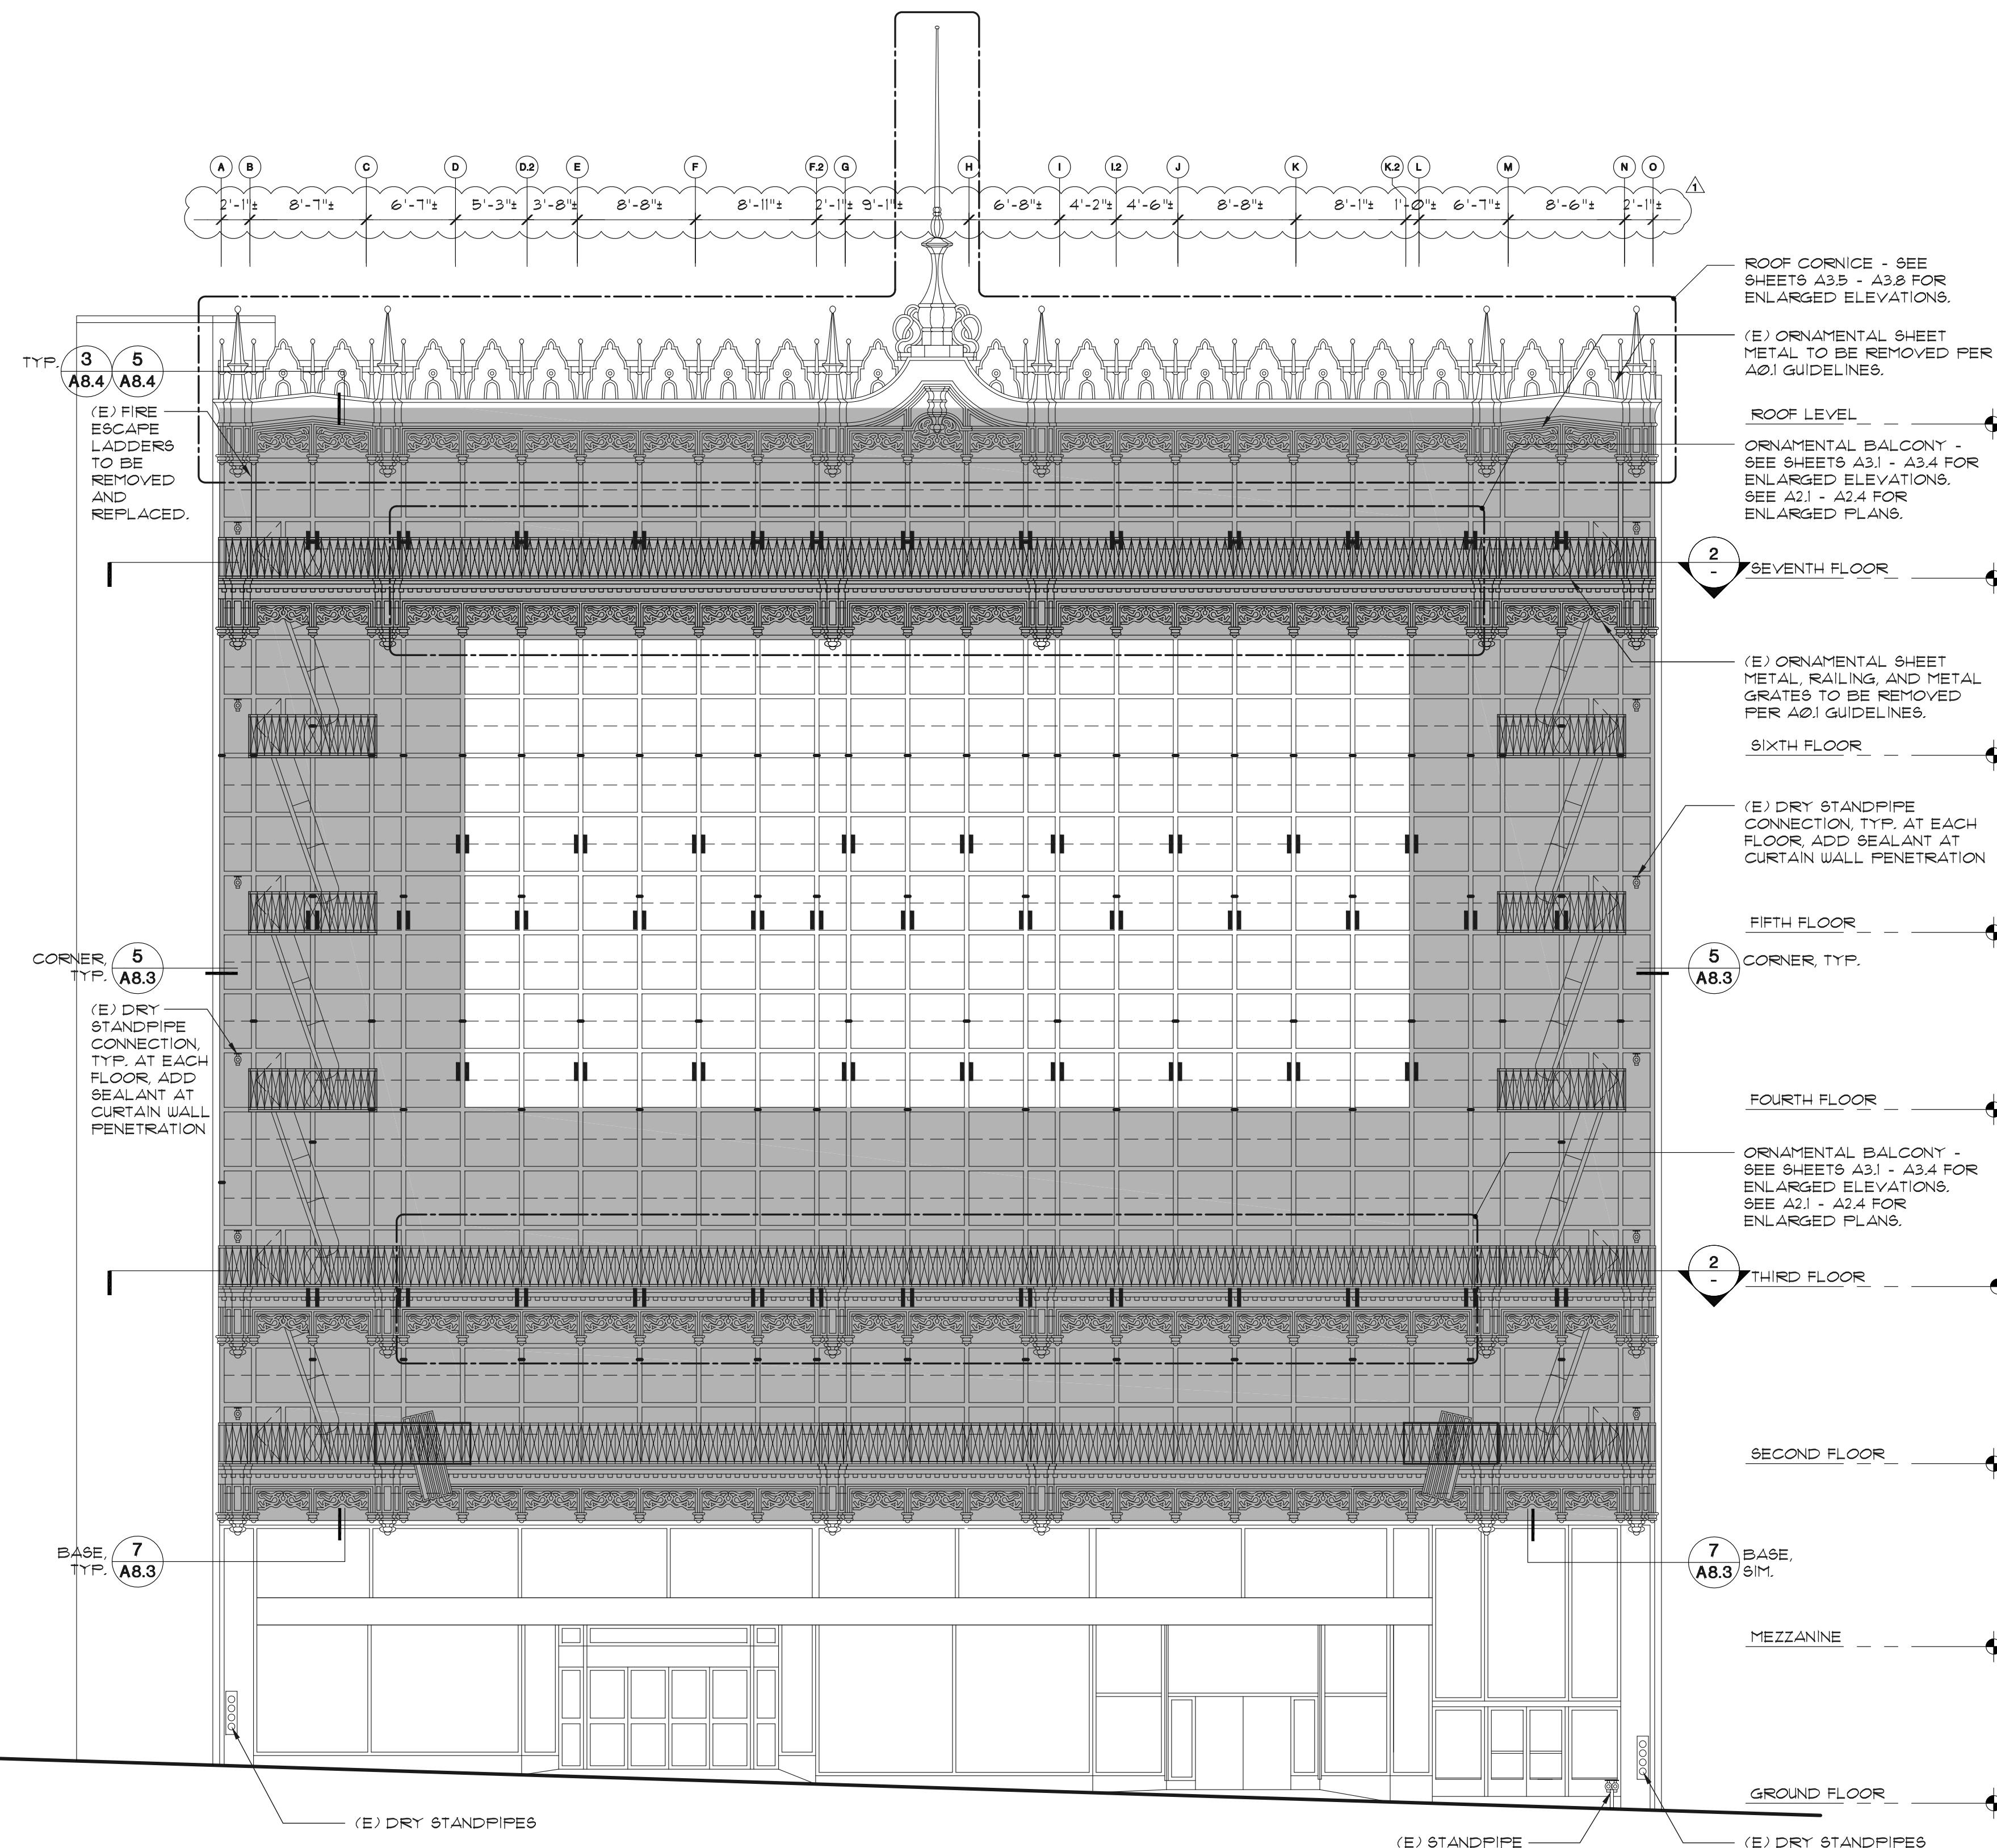 A B C D D.2 E F F.2 G H I I.2 J K K.2 L M N O
1
2'-1"± 8'-7"± 6'-7"± 5'-3"± 3'-8"± 8'-8"± 8'-11"± 2'-1"± 9'-1"± 6'-8"± 4'-2"± 4'-6"± 8'-8"± 8'-1"± 1'-0"± 6'-7"± 8'-6"± 2'-1"±
ROOF CORNICE - SEE
SHEETS A3.5 - A3.8 FOR
ENLARGED ELEVATIONS.
(E) ORNAMENTAL SHEET
METAL TO BE REMOVED PER
A0.1 GUIDELINES.
TYP. 3 5
A8.4 A8.4
(E) FIRE
ESCAPE
LADDERS
TO BE
REMOVED
AND
REPLACED.
ROOF LEVEL
ORNAMENTAL BALCONY -
SEE SHEETS A3.1 - A3.4 FOR
ENLARGED ELEVATIONS.
SEE A2.1 - A2.4 FOR
ENLARGED PLANS.
2
-
SEVENTH FLOOR
(E) ORNAMENTAL SHEET
METAL, RAILING, AND METAL
GRATES TO BE REMOVED
PER A0.1 GUIDELINES.
SIXTH FLOOR
(E) DRY STANDPIPE
CONNECTION, TYP. AT EACH
FLOOR, ADD SEALANT AT
CURTAIN WALL PENETRATION
FIFTH FLOOR
CORNER,
TYP.
5
A8.3
5
A8.3
CORNER, TYP.
(E) DRY
STANDPIPE
CONNECTION,
TYP. AT EACH
FLOOR, ADD
SEALANT AT
CURTAIN WALL
PENETRATION
FOURTH FLOOR
ORNAMENTAL BALCONY -
SEE SHEETS A3.1 - A3.4 FOR
ENLARGED ELEVATIONS.
SEE A2.1 - A2.4 FOR
ENLARGED PLANS.
2
-
THIRD FLOOR
SECOND FLOOR
BASE,
TYP.
7
A8.3
7
A8.3
BASE,
SIM.
MEZZANINE
GROUND FLOOR
(E) DRY STANDPIPES
(E) STANDPIPE
(E) DRY STANDPIPES